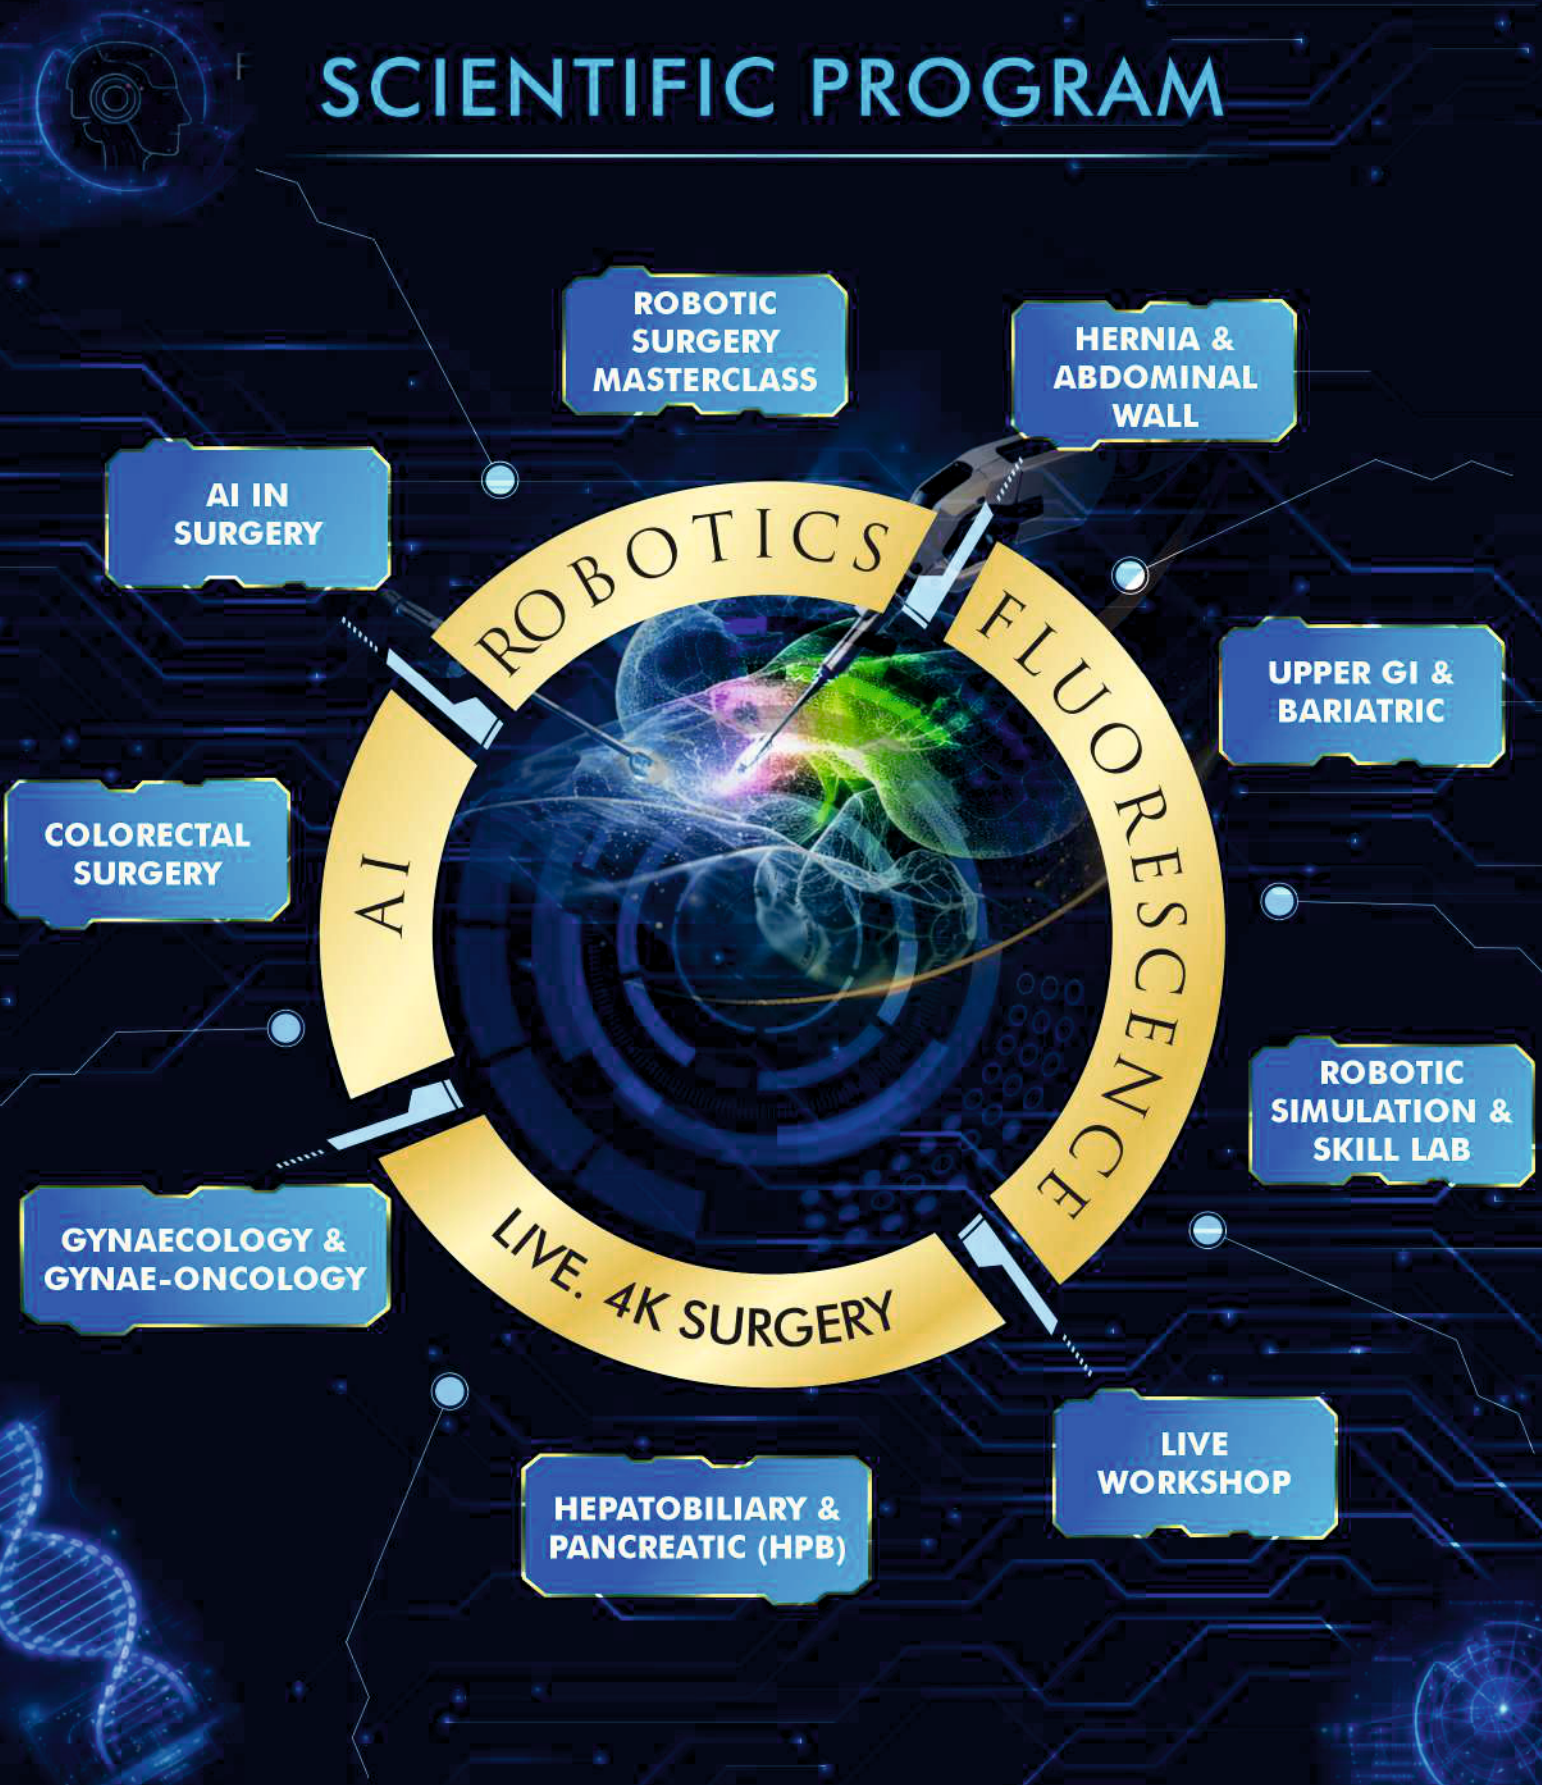 F
SCIENTIFIC PROGRAM
ROBOTIC
SURGERY
MASTERCLASS
HERNIA &
ABDOMINAL
WALL
AI IN
SURGERY
ROBOTICS
FLUORESCENCE
UPPER GI &
BARIATRIC
COLORECTAL
SURGERY
AI
ROBOTIC
SIMULATION &
SKILL LAB
GYNAECOLOGY &
GYNAE-ONCOLOGY
LIVE. 4K SURGERY
LIVE
WORKSHOP
HEPATOBILIARY &
PANCREATIC (HPB)